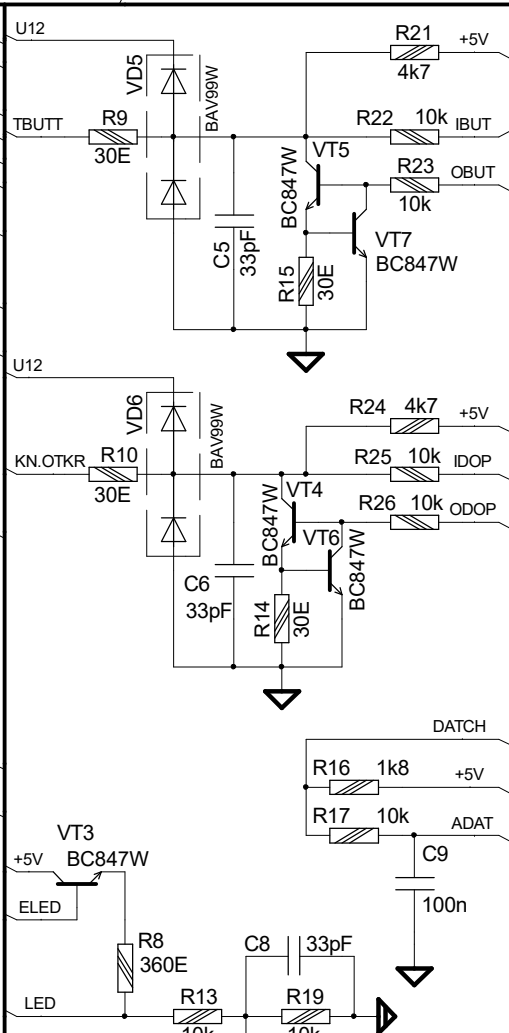 U12
R21
+5V
VD5
BAV99W
4k7
TBUTT
R9
30E
R22
10k
IBUT
VT5
BC847W
R23
10k
OBUT
C5
33pF
R15
30E
VT7
BC847W
U12
VD6
BAV99W
R24
4k7
+5V
KN.OTKR
R10
30E
R25
10k
IDOP
VT4
BC847W
R26
10k
ODOP
VT6
BC847W
C6
33pF
R14
30E
DATCH
R16
1k8
+5V
R17
10k
ADAT
VT3
BC847W
C9
100n
+5V
ELED
R8
360E
C8
33pF
LED
R13
10k
R19
10k